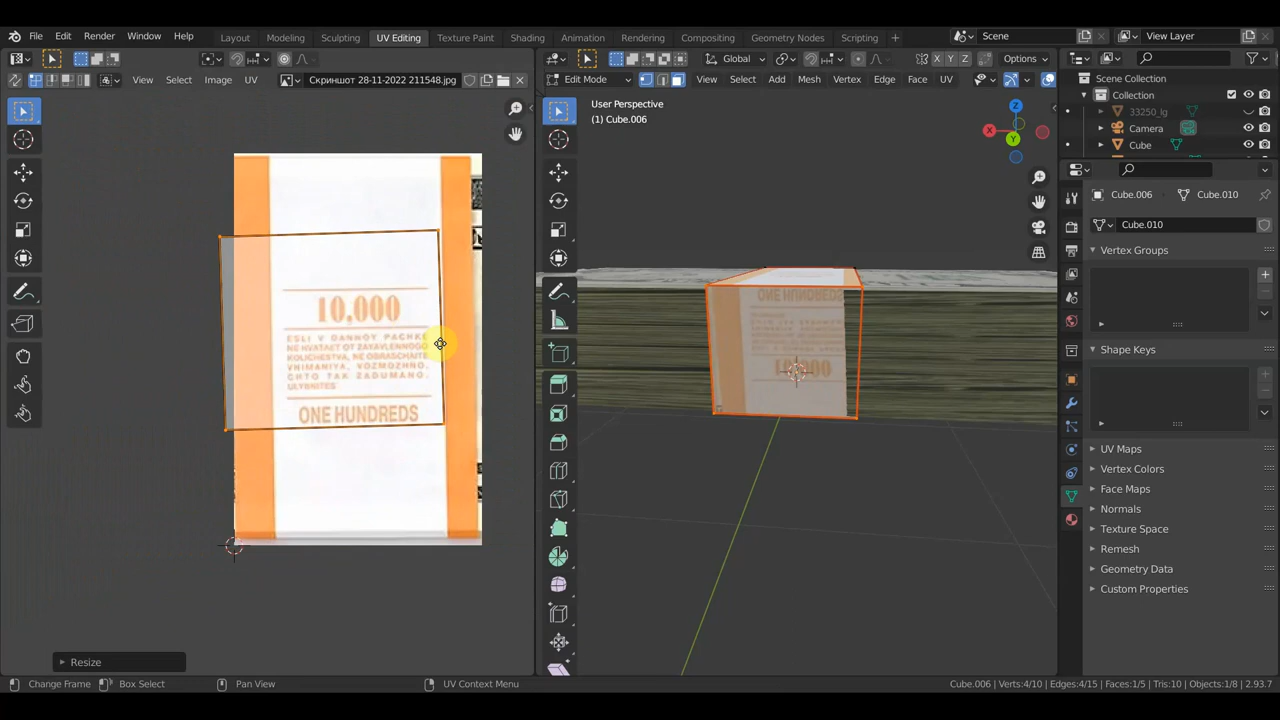 File Edit Render Window Help Layout Modeling Sculpting UV Editing Texture Paint Shading Animation Rendering Compositing Geometry Nodes Scripting + Scene View Layer
View Select Image UV Скриншот 28-11-2022 211548.jpg
Global X Y Z Options
Edit Mode View Select Add Mesh Vertex Edge Face UV
User Perspective
(1) Cube.006
10,000
ESLI V DANNOY PACHKE
NE HVATAET OT ZAYAVLENNOGO
KOLICHESTVA, NE OBRASCHAITE
VNIMANIYA, VOZMOZHNO,
CHTO TAK ZADUMANO.
ULYBNITES
ONE HUNDREDS
ONE HUNDREDS
10,000
X
Y
Z
Scene Collection
Collection
33250_lg
Camera
Cube
Cube.006 Cube.010
Cube.010
Vertex Groups
Shape Keys
UV Maps
Vertex Colors
Face Maps
Normals
Texture Space
Remesh
Geometry Data
Custom Properties
Resize
Change Frame Box Select Pan View UV Context Menu Cube.006 | Verts:4/10 | Edges:4/15 | Faces:1/5 | Tris:10 | Objects:1/8 | 2.93.7